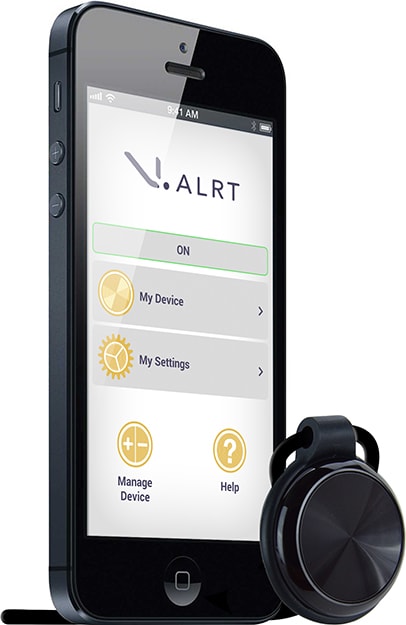 9:41 AM
V.ALRT
ON
My Device
My Settings
Manage
Device
Help